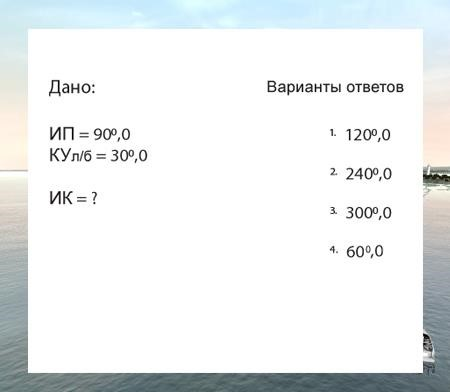 Дано:
ИП = 90⁰,0
КУл/б = 30⁰,0
ИК = ?
Варианты ответов
1. 120⁰,0
2. 240⁰,0
3. 300⁰,0
4. 60⁰,0